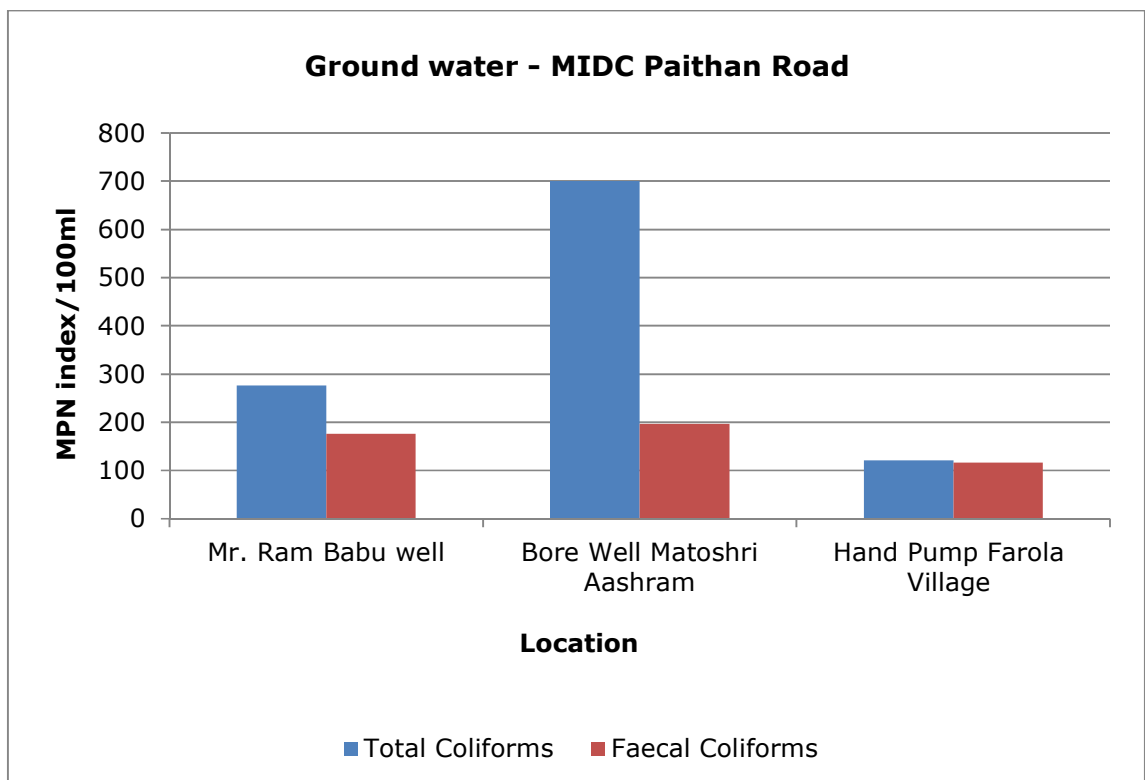 Ground water - MIDC Paithan Road
MPN index/100ml
800
700
600
500
400
300
200
100
0
Mr. Ram Babu well
Bore Well Matoshri
Aashram
Hand Pump Farola
Village
Location
Total Coliforms
Faecal Coliforms